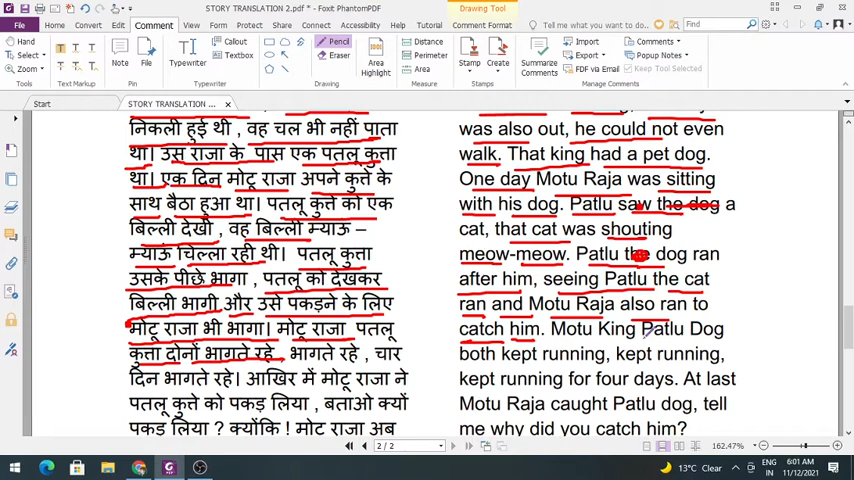 STORY TRANSLATION 2.pdf * - Foxit PhantomPDF
Drawing Tool
File
Home
Convert
Edit
Organize
Comment
View
Form
Protect
Share
Connect
Accessibility
Help
Tutorial
Comment Format
Tell me what you want to do...
Find
Hand
Select
Zoom
Tools
Text Markup
Note
File
Pin
Typewriter
Callout
Textbox
Typewriter
Drawing
Pencil
Eraser
Area
Highlight
Distance
Perimeter
Area
Measure
Stamp
Create
Stamps
Summarize
Comments
Import
Export
FDF via Email
Comments
Popup Notes
Keep Tool Selected
Manage Comments
Start
STORY TRANSLATION ...
निकली हुई थी , वह चल भी नहीं पाता
था। उस राजा के पास एक पतलू कुत्ता
था। एक दिन मोटू राजा अपने कुत्ते के
साथ बैठा हुआ था। पतलू कुत्ते को एक
बिल्ली देखी , वह बिल्ली म्याऊं –
म्याऊं चिल्ला रही थी। पतलू कुत्ता
उसके पीछे भागा , पतलू को देखकर
बिल्ली भागी और उसे पकड़ने के लिए
मोटू राजा भी भागा। मोटू राजा पतलू
कुत्ता दोनों भागते रहे , भागते रहे , चार
दिन भागते रहे। आखिर में मोटू राजा ने
पतलू कुत्ते को पकड़ लिया , बताओ क्यों
पकड़ लिया ? क्योंकि ! मोटू राजा अब
was also out, he could not even
walk. That king had a pet dog.
One day Motu Raja was sitting
with his dog. Patlu saw the dog a
cat, that cat was shouting
meow-meow. Patlu the dog ran
after him, seeing Patlu the cat
ran and Motu Raja also ran to
catch him. Motu King Patlu Dog
both kept running, kept running,
kept running for four days. At last
Motu Raja caught Patlu dog, tell
me why did you catch him?
2 / 2
162.47%
13°C Clear
ENG
IN
6:01 AM
11/12/2021